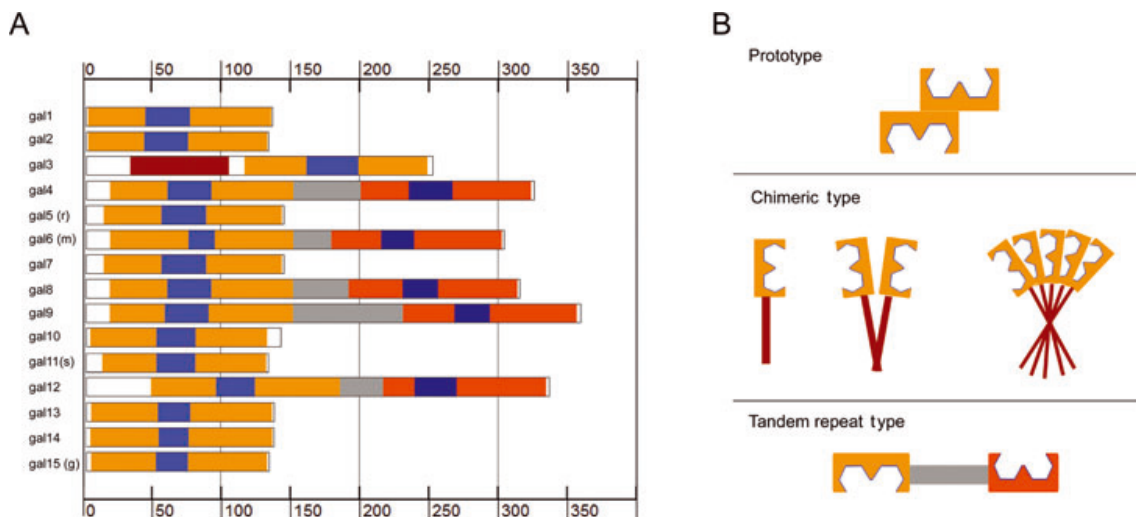 A
0 50 100 150 200 250 300 350
gal1
gal2
gal3
gal4
gal5 (r)
gal6 (m)
gal7
gal8
gal9
gal10
gal11(s)
gal12
gal13
gal14
gal15 (g)
0 50 100 150 200 250 300 350
B
Prototype
Chimeric type
Tandem repeat type